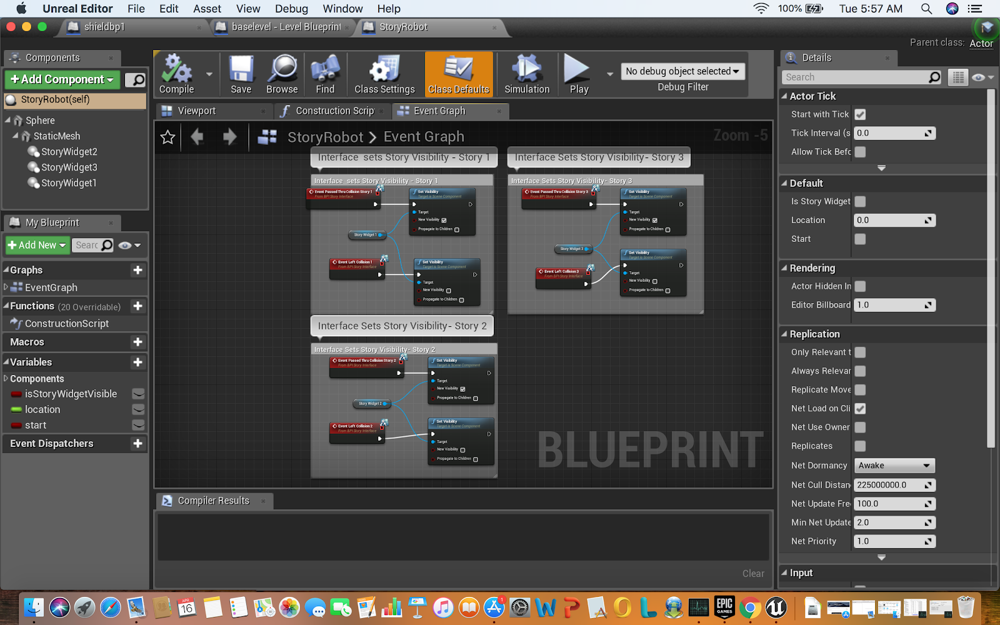 Unreal Editor File Edit Asset View Debug Window Help 100% Tue 5:57 AM
shieldbp1 baselevel - Level Blueprint StoryRobot
Parent class: Actor
Components
+Add Component
StoryRobot(self)
Sphere
StaticMesh
StoryWidget2
StoryWidget3
StoryWidget1
My Blueprint
+Add New Searc
Graphs
EventGraph
Functions (20 Overridable)
ConstructionScript
Macros
Variables
Components
isStoryWidgetVisible
location
start
Event Dispatchers
Compile Save Browse Find Class Settings Class Defaults Simulation Play
No debug object selected
Debug Filter
Viewport Construction Scrip Event Graph
StoryRobot > Event Graph Zoom -5
Interface sets Story Visibility - Story 1
Interface sets Story Visibility - Story 1
Event Passed Thru Collision Story 1
From BPI Story Interface
Set Visibility
Target is Scene Component
Target
New Visibility
Propagate to Children
Story Widget 1
Event Left Collision 1
From BPI Story Interface
Set Visibility
Target is Scene Component
Target
New Visibility
Propagate to Children
Interface Sets Story Visibility- Story 3
Interface Sets Story Visibility- Story 3
Event Passed Thru Collision Story 3
From BPI Story Interface
Set Visibility
Target is Scene Component
Target
New Visibility
Propagate to Children
Story Widget 3
Event Left Collision 3
From BPI Story Interface
Set Visibility
Target is Scene Component
Target
New Visibility
Propagate to Children
Interface Sets Story Visibility- Story 2
Interface Sets Story Visibility- Story 2
Event Passed Thru Collision Story 2
From BPI Story Interface
Set Visibility
Target is Scene Component
Target
New Visibility
Propagate to Children
Story Widget 2
Event Left Collision 2
From BPI Story Interface
Set Visibility
Target is Scene Component
Target
New Visibility
Propagate to Children
BLUEPRINT
Compiler Results
Clear
Details
Search
Actor Tick
Start with Tick
Tick Interval (s 0.0
Allow Tick Befo
Default
Is Story Widget
Location 0.0
Start
Rendering
Actor Hidden In
Editor Billboard 1.0
Replication
Only Relevant t
Always Relevar
Replicate Move
Net Load on Cli
Net Use Owner
Replicates
Net Dormancy Awake
Net Cull Distan 225000000.0
Net Update Fre 100.0
Min Net Update 2.0
Net Priority 1.0
Input
APR
16
1
EPIC
GAMES